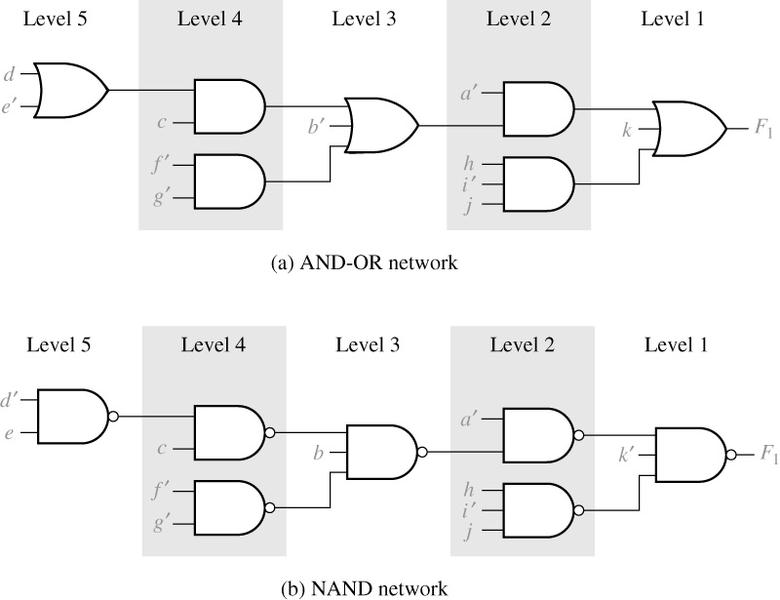 Level 5 Level 4 Level 3 Level 2 Level 1
d
e′
c
f′
g′
b′
a′
h
i′
j
k
F1
(a) AND-OR network
Level 5 Level 4 Level 3 Level 2 Level 1
d′
e
c
f′
g′
b
a′
h
i′
j
k′
F1
(b) NAND network